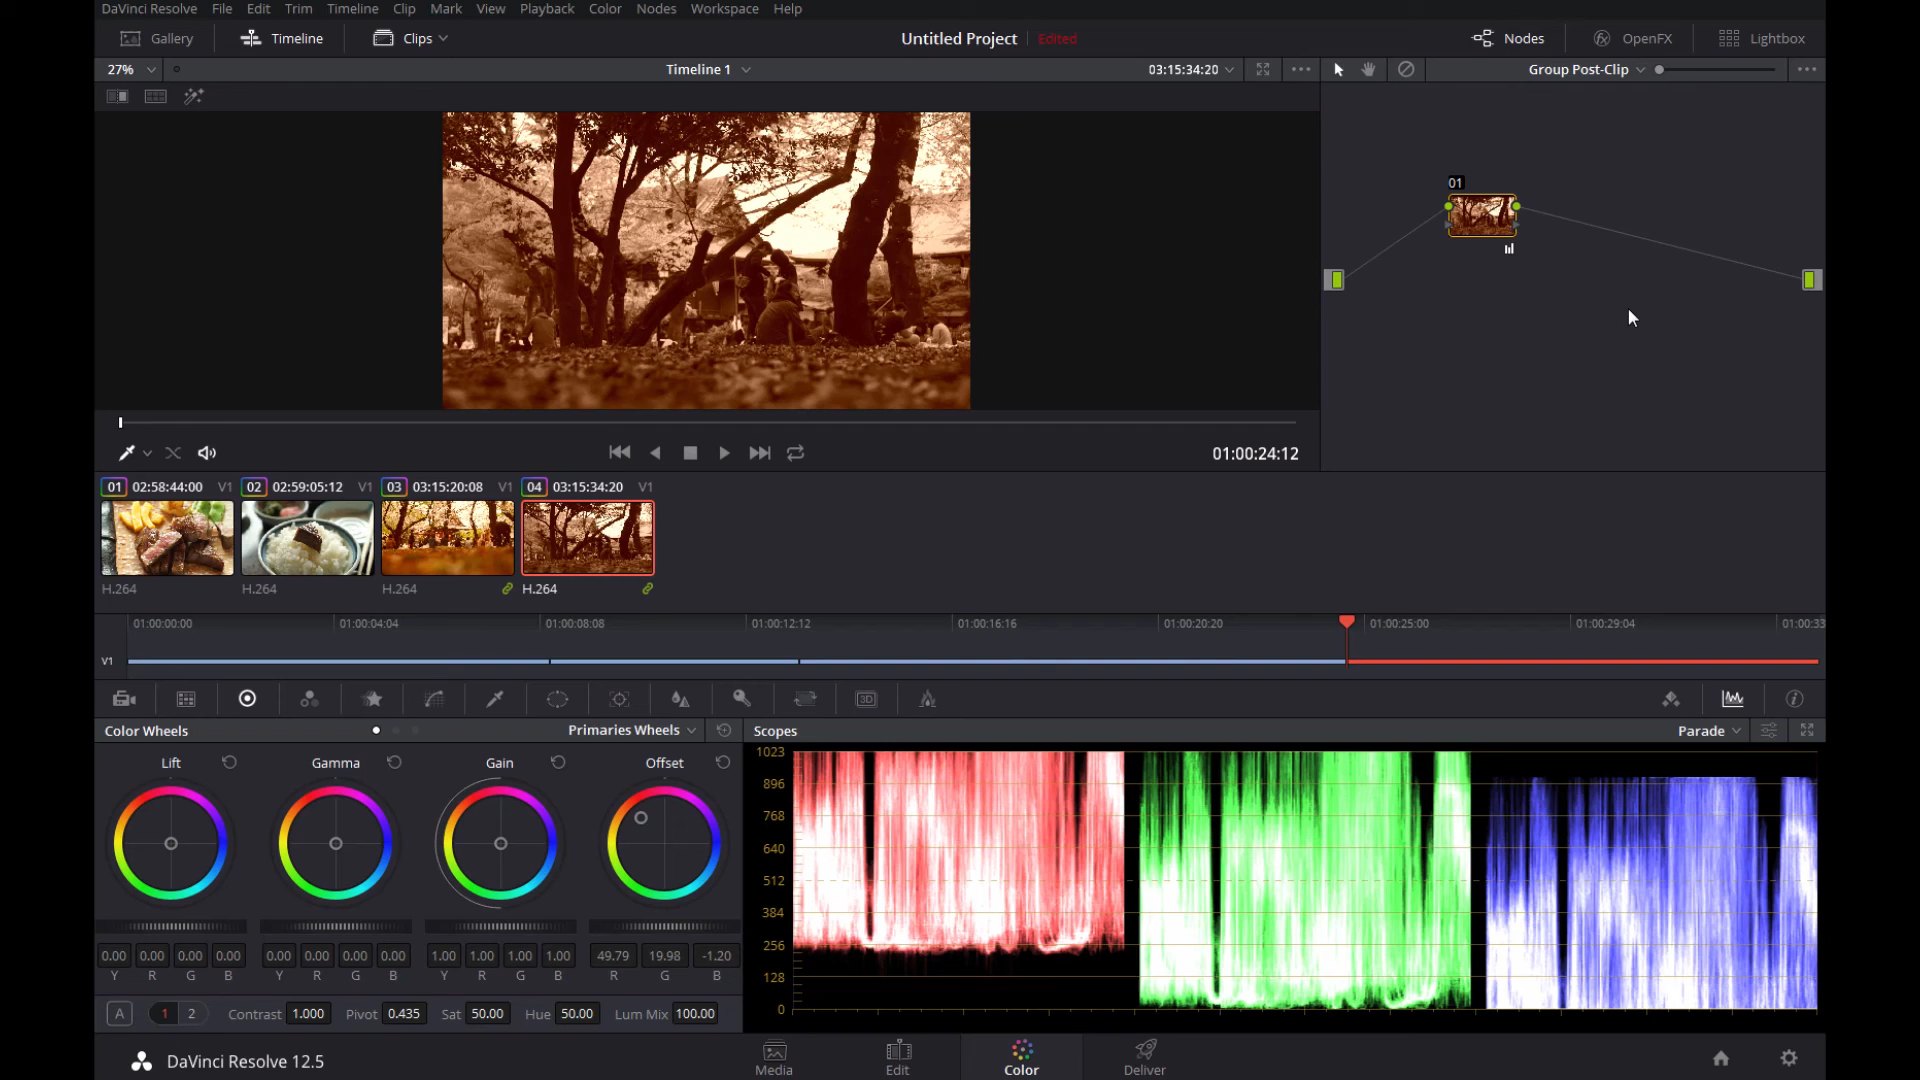 DaVinci Resolve File Edit Trim Timeline Clip Mark View Playback Color Nodes Workspace Help
Gallery Timeline Clips Untitled Project Edited Nodes OpenFX Lightbox
27% Timeline 1 03:15:34:20 Group Post-Clip
01
01:00:24:12
01 02:58:44:00 V1 02 02:59:05:12 V1 03 03:15:20:08 V1 04 03:15:34:20 V1
H.264 H.264 H.264 H.264
01:00:00:00 01:00:04:04 01:00:08:08 01:00:12:12 01:00:16:16 01:00:20:20 01:00:25:00 01:00:29:04 01:00:33
V1
3D
Color Wheels Primaries Wheels Scopes Parade
Lift Gamma Gain Offset
1023
896
768
640
512
384
256
128
0
0.00 0.00 0.00 0.00 0.00 0.00 0.00 0.00 1.00 1.00 1.00 1.00 49.79 19.98 -1.20
Y R G B Y R G B Y R G B R G B
A 1 2 Contrast 1.000 Pivot 0.435 Sat 50.00 Hue 50.00 Lum Mix 100.00
DaVinci Resolve 12.5 Media Edit Color Deliver